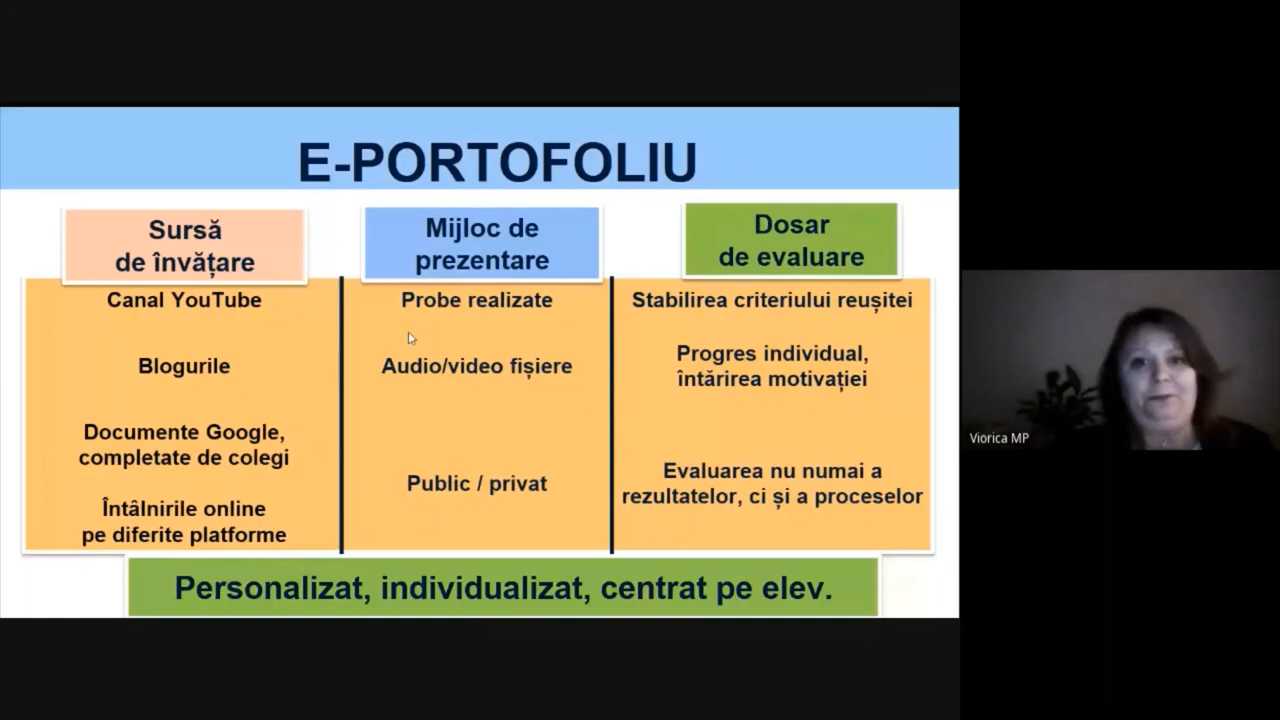 E-PORTOFOLIU
Sursă
de învățare
Canal YouTube
Blogurile
Documente Google,
completate de colegi
Întâlnirile online
pe diferite platforme
Mijloc de
prezentare
Probe realizate
Audio/video fișiere
Public / privat
Dosar
de evaluare
Stabilirea criteriului reușitei
Progres individual,
întărirea motivației
Evaluarea nu numai a
rezultatelor, ci și a proceselor
Personalizat, individualizat, centrat pe elev.
Viorica MP